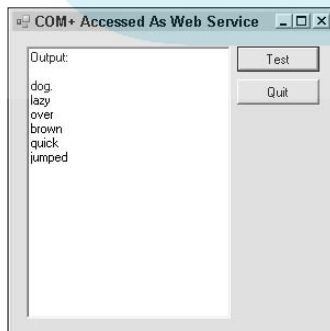 COM+ Accessed As Web Service
Output:
Test
dog.
Quit
lazy
over
brown
quick
jumped